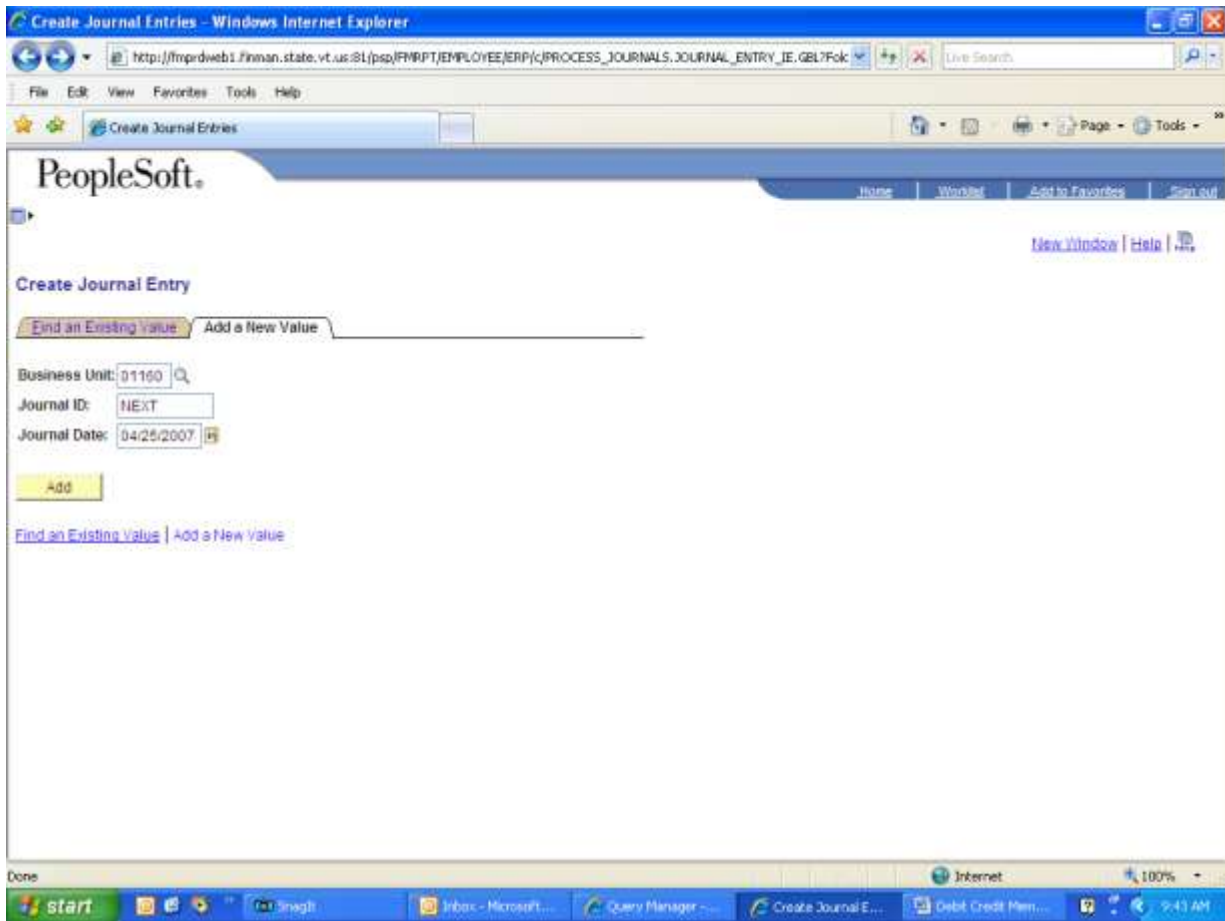 Create Journal Entries - Windows Internet Explorer
http://fmprdweb1.finman.state.vt.us:81/psp/FMRPT/EMPLOYEE/ERP/c/PROCESS_JOURNALS.JOURNAL_ENTRY_IE.GBL?Fol
Live Search
File Edit View Favorites Tools Help
Create Journal Entries
Page Tools
PeopleSoft.
Home Worklist Add to Favorites Sign out
New Window | Help |
Create Journal Entry
Find an Existing Value Add a New Value
Business Unit: 01160
Journal ID: NEXT
Journal Date: 04/25/2007
Add
Find an Existing Value | Add a New Value
Done Internet 100%
start SnagIt Inbox - Microsoft... Query Manager -... Create Journal E... Debit Credit Mem... 9:43 AM